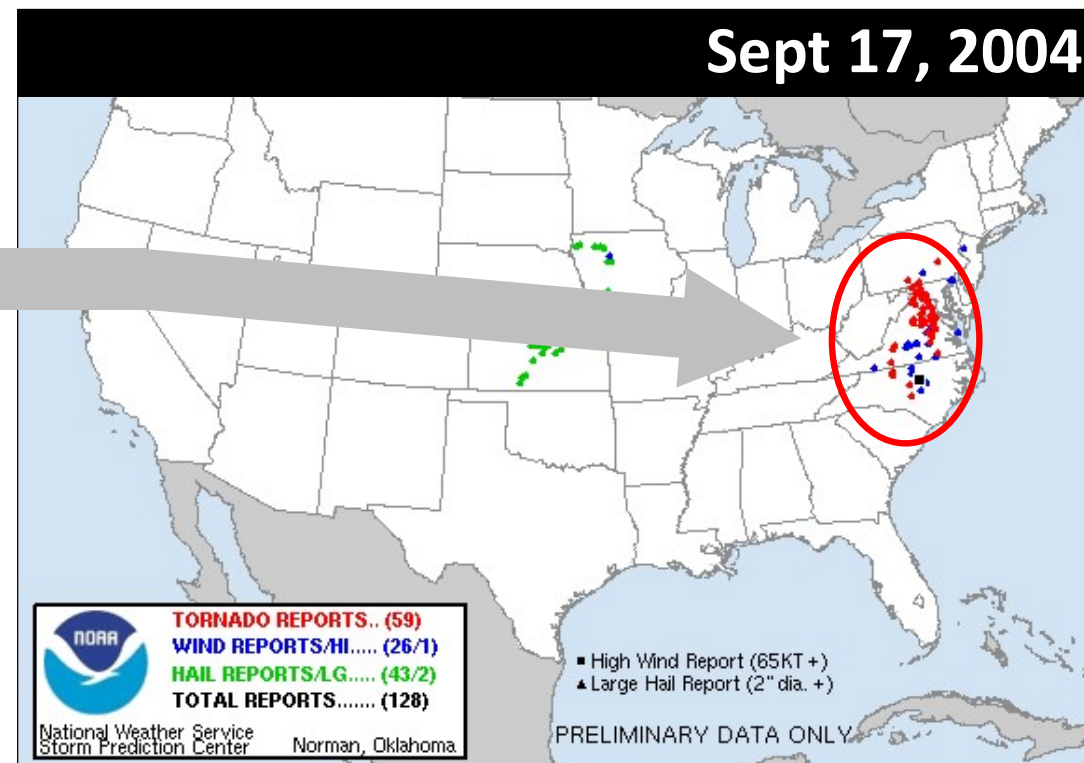 Sept 17, 2004
NOAA
TORNADO REPORTS.. (59)
WIND REPORTS/HI..... (26/1)
HAIL REPORTS/LG..... (43/2)
TOTAL REPORTS....... (128)
National Weather Service
Storm Prediction Center Norman, Oklahoma
■ High Wind Report (65KT +)
▲ Large Hail Report (2" dia. +)
PRELIMINARY DATA ONLY